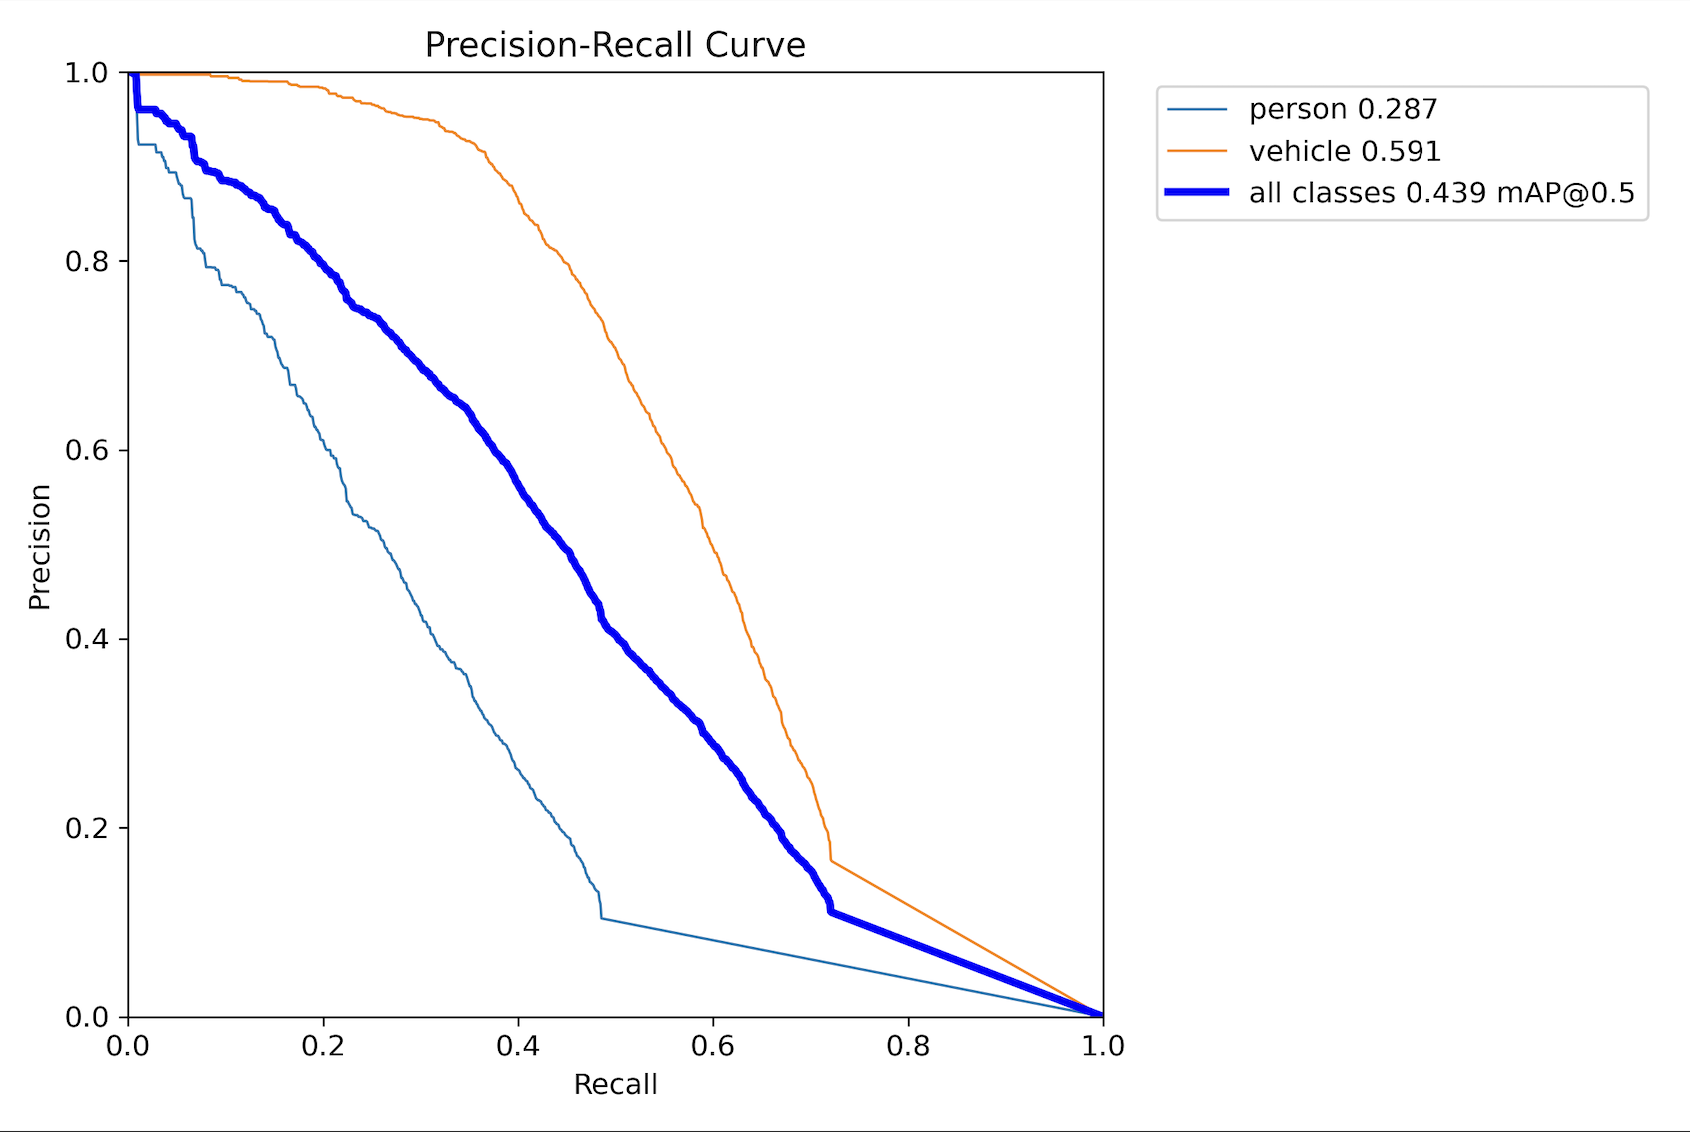 Precision-Recall Curve
person 0.287
vehicle 0.591
all classes 0.439 mAP@0.5
Precision
1.0
0.8
0.6
0.4
0.2
0.0
0.0 0.2 0.4 0.6 0.8 1.0
Recall